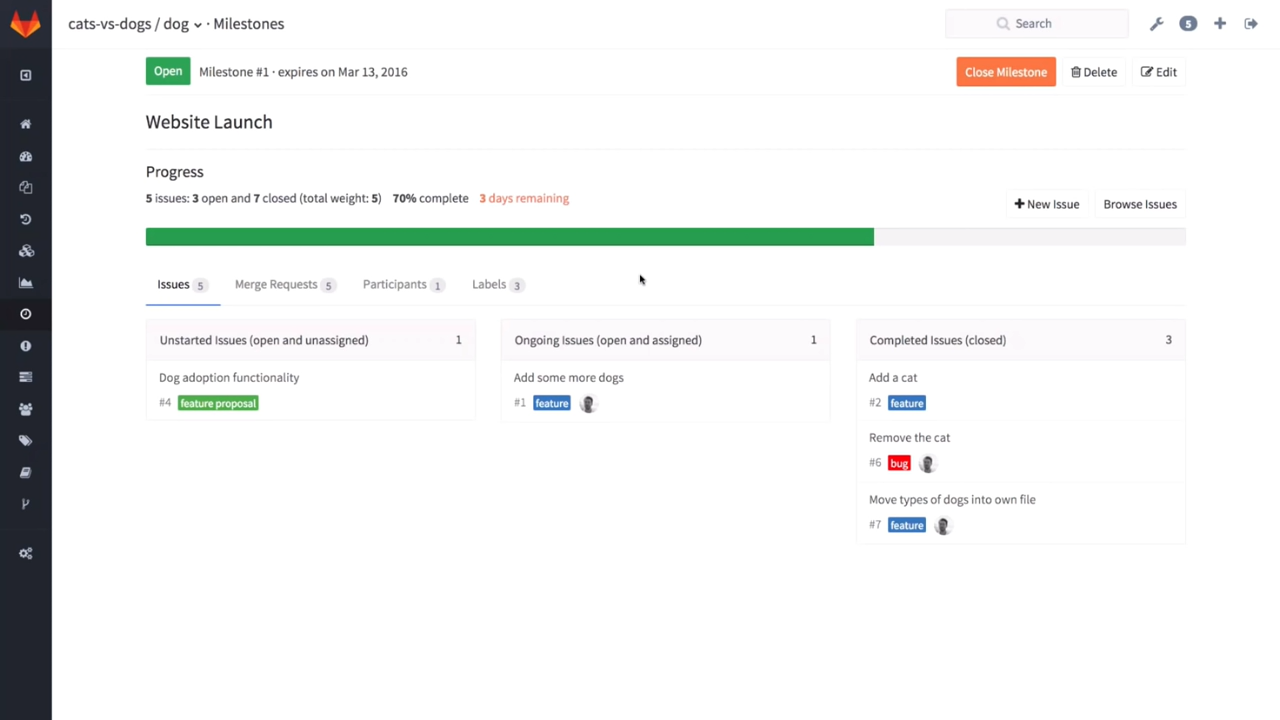 cats-vs-dogs / dog · Milestones
Search
5
Open
Milestone #1 · expires on Mar 13, 2016
Close Milestone
Delete
Edit
Website Launch
Progress
5 issues: 3 open and 7 closed (total weight: 5) 70% complete 3 days remaining
New Issue
Browse Issues
Issues 5
Merge Requests 5
Participants 1
Labels 3
Unstarted Issues (open and unassigned) 1
Dog adoption functionality
#4 feature proposal
Ongoing Issues (open and assigned) 1
Add some more dogs
#1 feature
Completed Issues (closed) 3
Add a cat
#2 feature
Remove the cat
#6 bug
Move types of dogs into own file
#7 feature